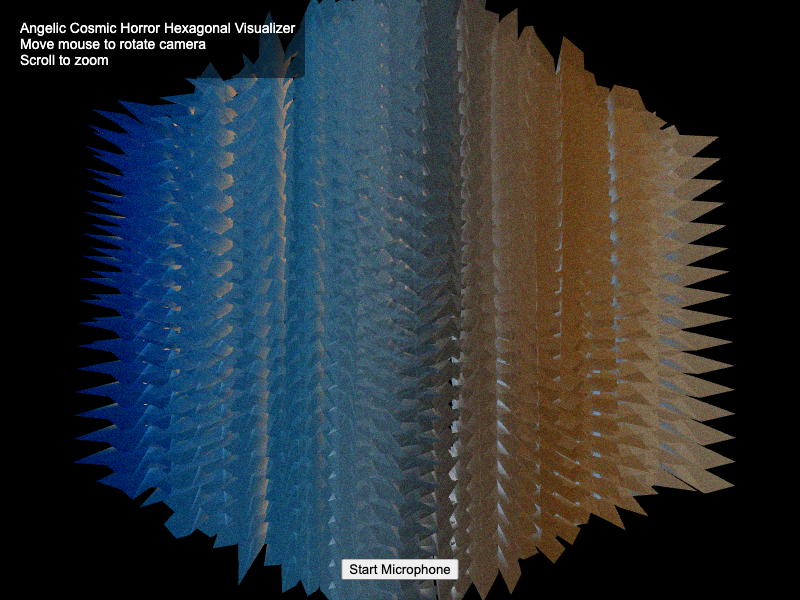 Angelic Cosmic Horror Hexagonal Visualizer
Move mouse to rotate camera
Scroll to zoom
Start Microphone